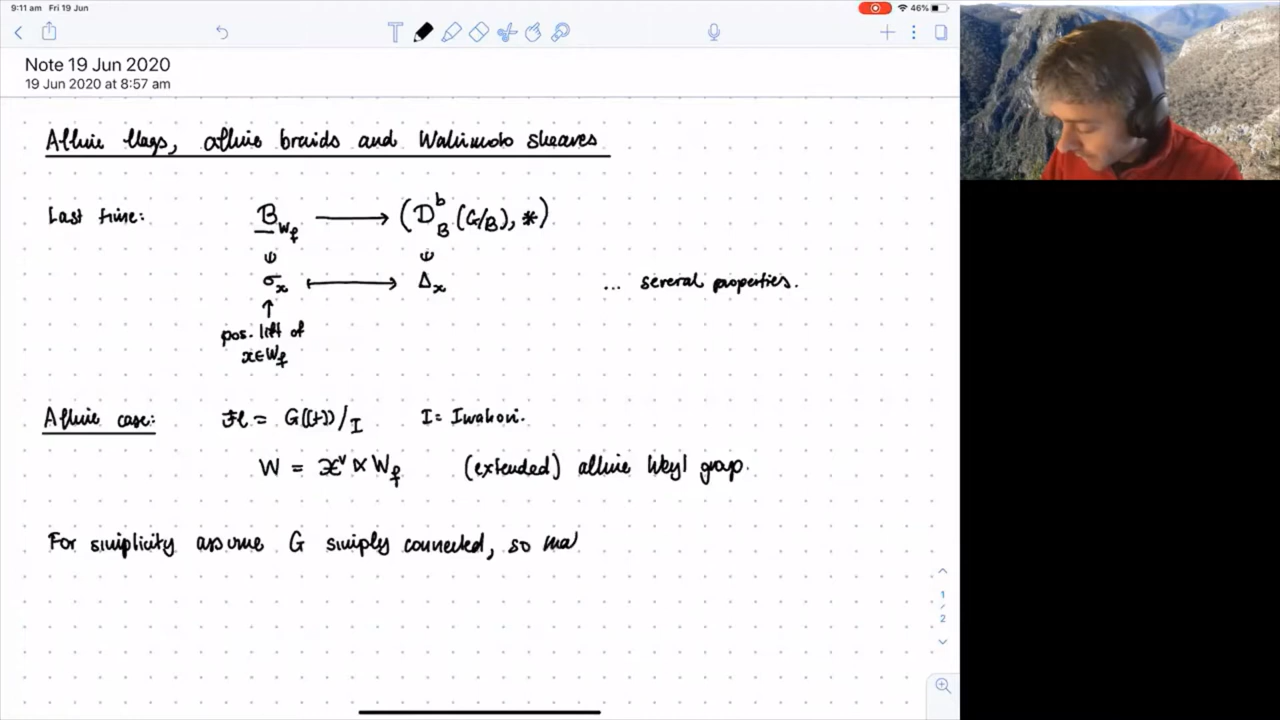 9:11 am Fri 19 Jun
46%
Note 19 Jun 2020
19 Jun 2020 at 8:57 am
Affine flags, affine braids and Wakimoto sheaves
Last time: B_{W_f} ⟶ (D^b_B(G/B), *)
σ_x ⟼ Δ_x ... several properties.
↑
pos. lift of
x∈W_f
Affine case: Fl = G((t))/I I = Iwahori.
W = 𝒳^∨ ⋊ W_f (extended) affine Weyl group.
For simplicity assume G simply connected, so
1
/
2